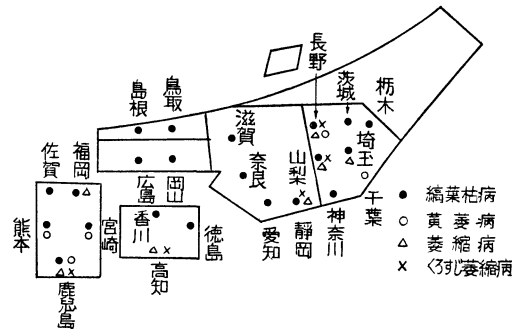 長野
茨城
栃木
鳥取
島根
滋賀
埼玉
奈良
山梨
佐賀
福岡
広島
岡山
千葉
香川
神奈川
静岡
愛知
徳島
宮崎
熊本
高知
鹿児島
● 縞葉枯病
○ 黄萎病
△ 萎縮病
× くろすじ萎縮病